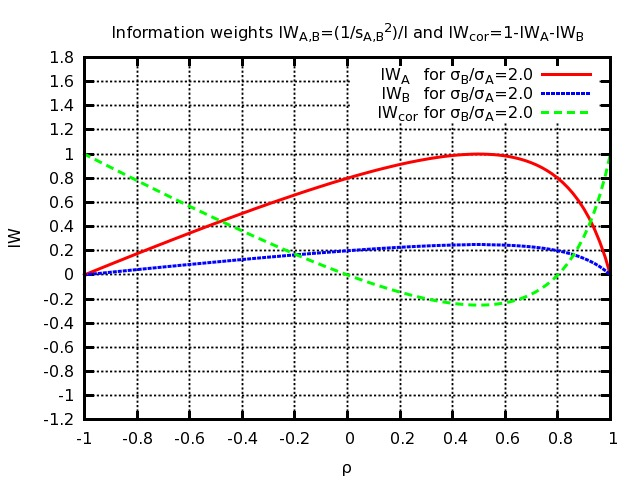 Information weights IW_A,B=(1/s_A,B²)/I and IW_cor=1-IW_A-IW_B
IW_A for σ_B/σ_A=2.0
IW_B for σ_B/σ_A=2.0
IW_cor for σ_B/σ_A=2.0
1.8
1.6
1.4
1.2
1
0.8
0.6
0.4
0.2
0
-0.2
-0.4
-0.6
-0.8
-1
-1.2
IW
-1 -0.8 -0.6 -0.4 -0.2 0 0.2 0.4 0.6 0.8 1
ρ